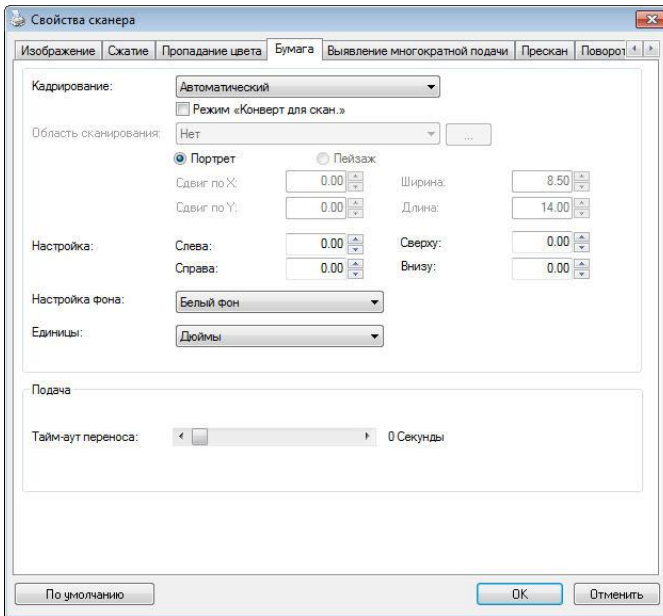 Свойства сканера
Изображение Сжатие Пропадание цвета Бумага Выявление многократной подачи Прескан Поворот
Кадрирование: Автоматический
Режим «Конверт для скан.»
Область сканирования: Нет ...
Портрет Пейзаж
Сдвиг по X: 0.00 Ширина: 8.50
Сдвиг по Y: 0.00 Длина: 14.00
Настройка: Слева: 0.00 Сверху: 0.00
Справа: 0.00 Внизу: 0.00
Настройка фона: Белый фон
Единицы: Дюймы
Подача
Тайм-аут переноса: 0 Секунды
По умолчанию OK Отменить